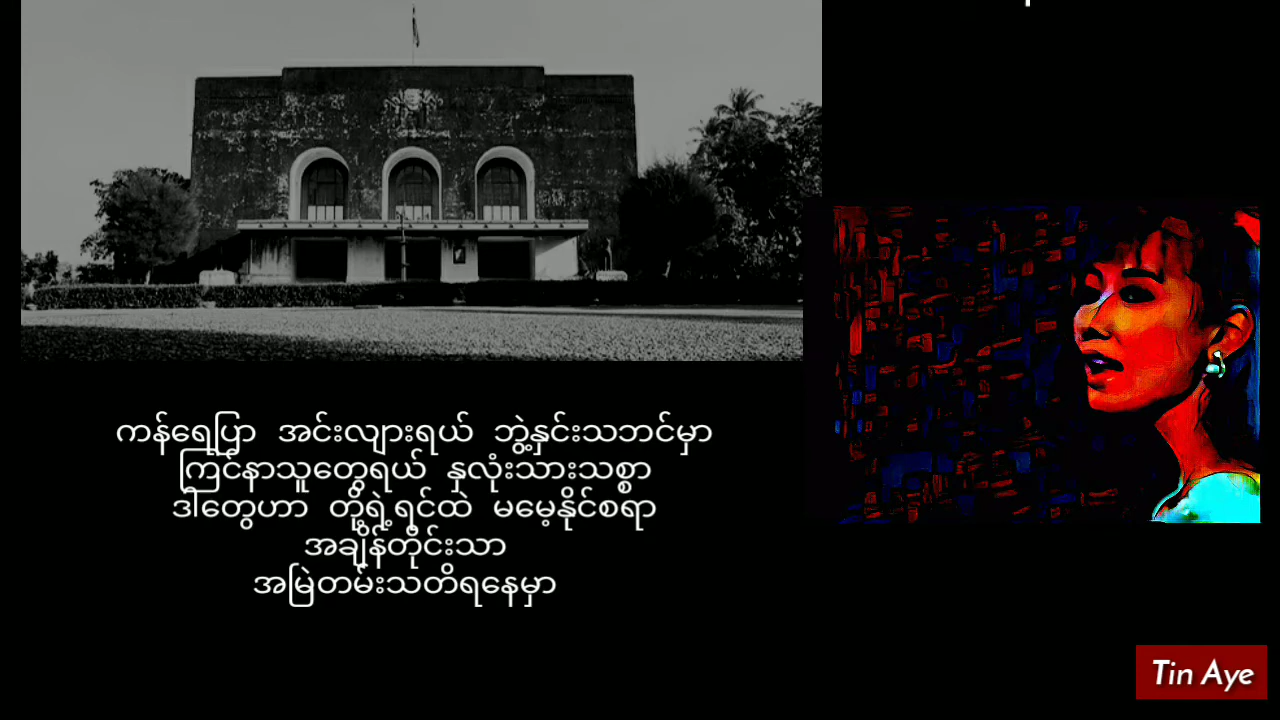 ကန်ရေပြာ အင်းလျားရယ် ဘွဲ့နှင်းသဘင်မှာ
ကြင်နာသူတွေရယ် နှလုံးသားသစ္စာ
ဒါတွေဟာ တို့ရဲ့ရင်ထဲ မမေ့နိုင်စရာ
အချိန်တိုင်းသာ
အမြဲတမ်းသတိရနေမှာ
Tin Aye